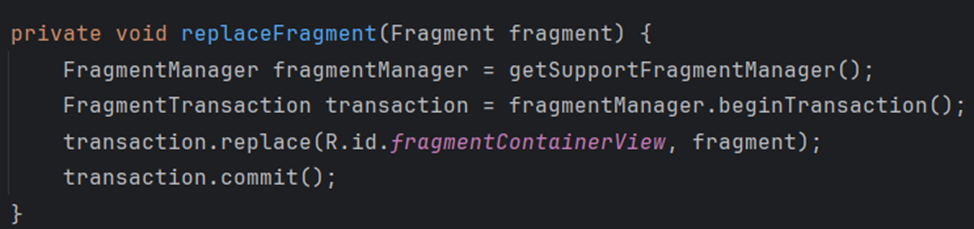 private void replaceFragment(Fragment fragment) {
    FragmentManager fragmentManager = getSupportFragmentManager();
    FragmentTransaction transaction = fragmentManager.beginTransaction();
    transaction.replace(R.id.fragmentContainerView, fragment);
    transaction.commit();
}